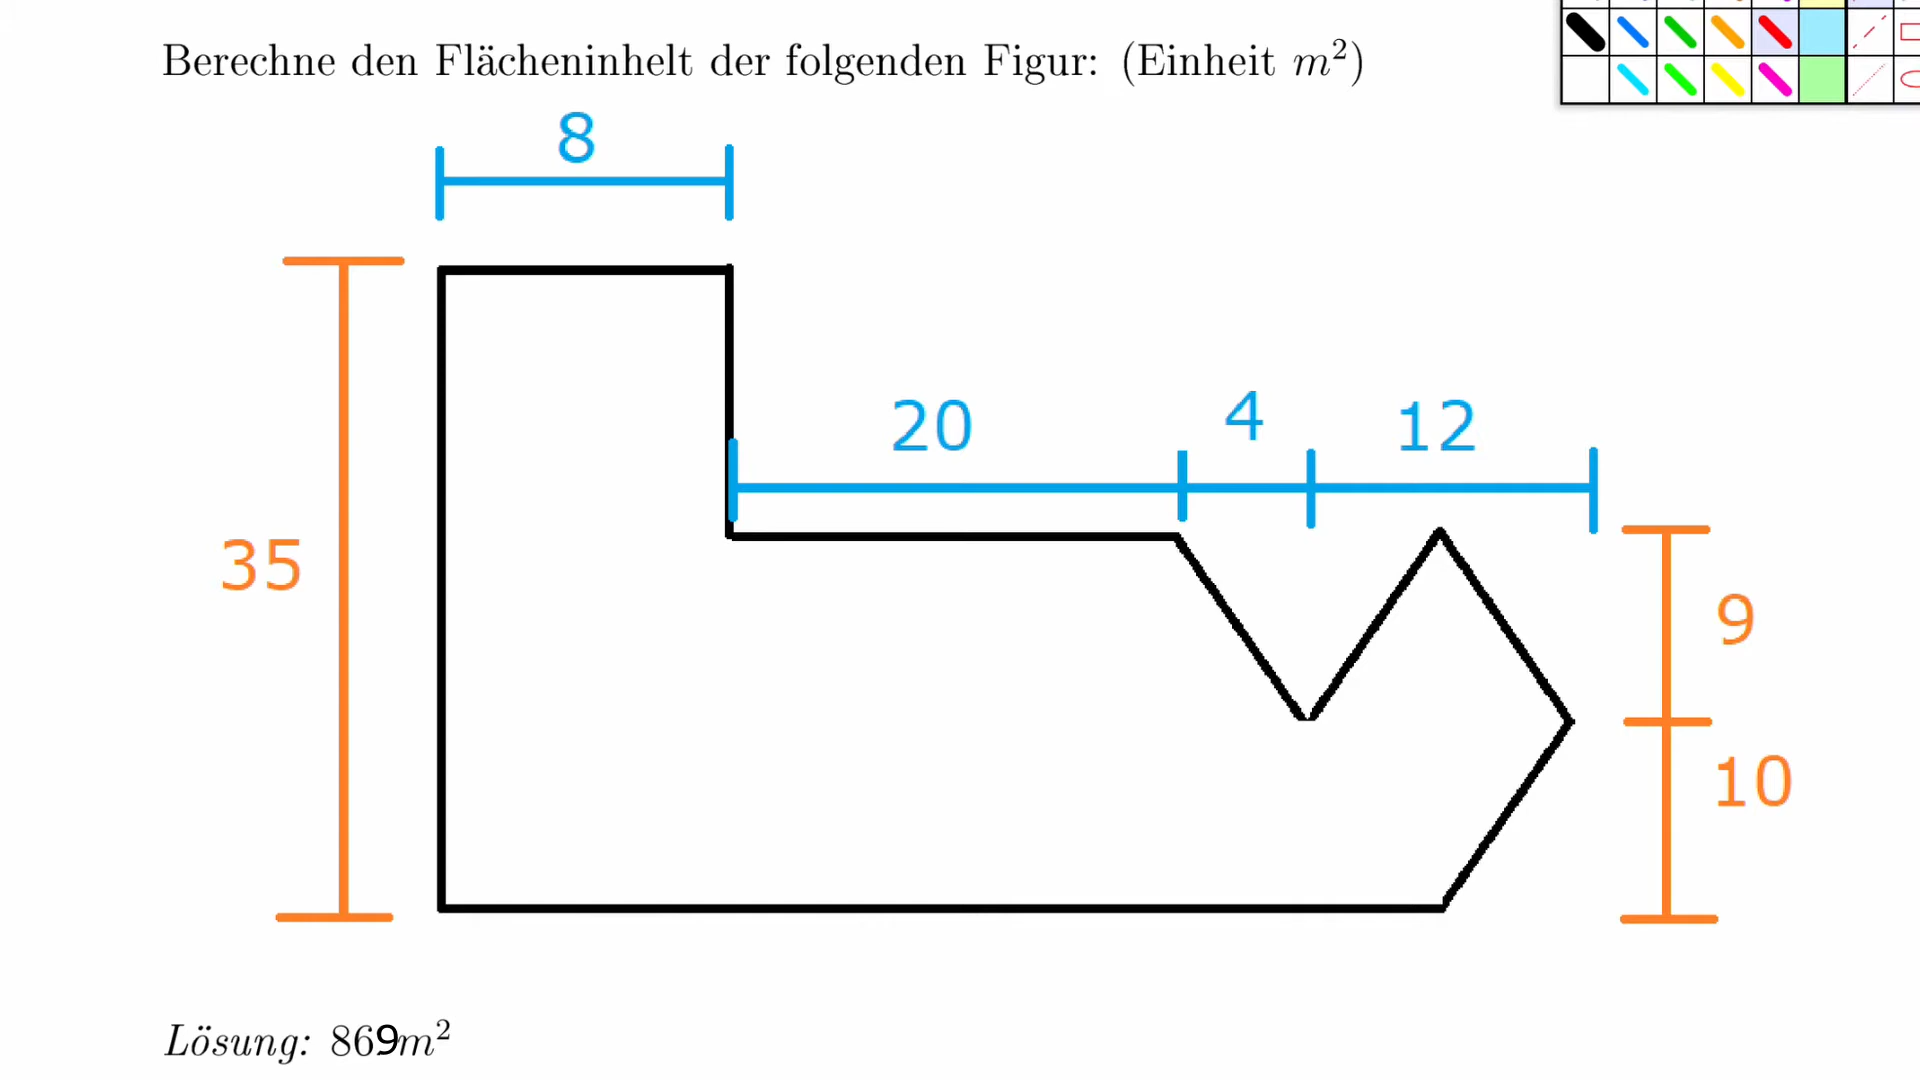 Berechne den Flächeninhelt der folgenden Figur: (Einheit m²)
8
20 4 12
35
9
10
Lösung: 869m²